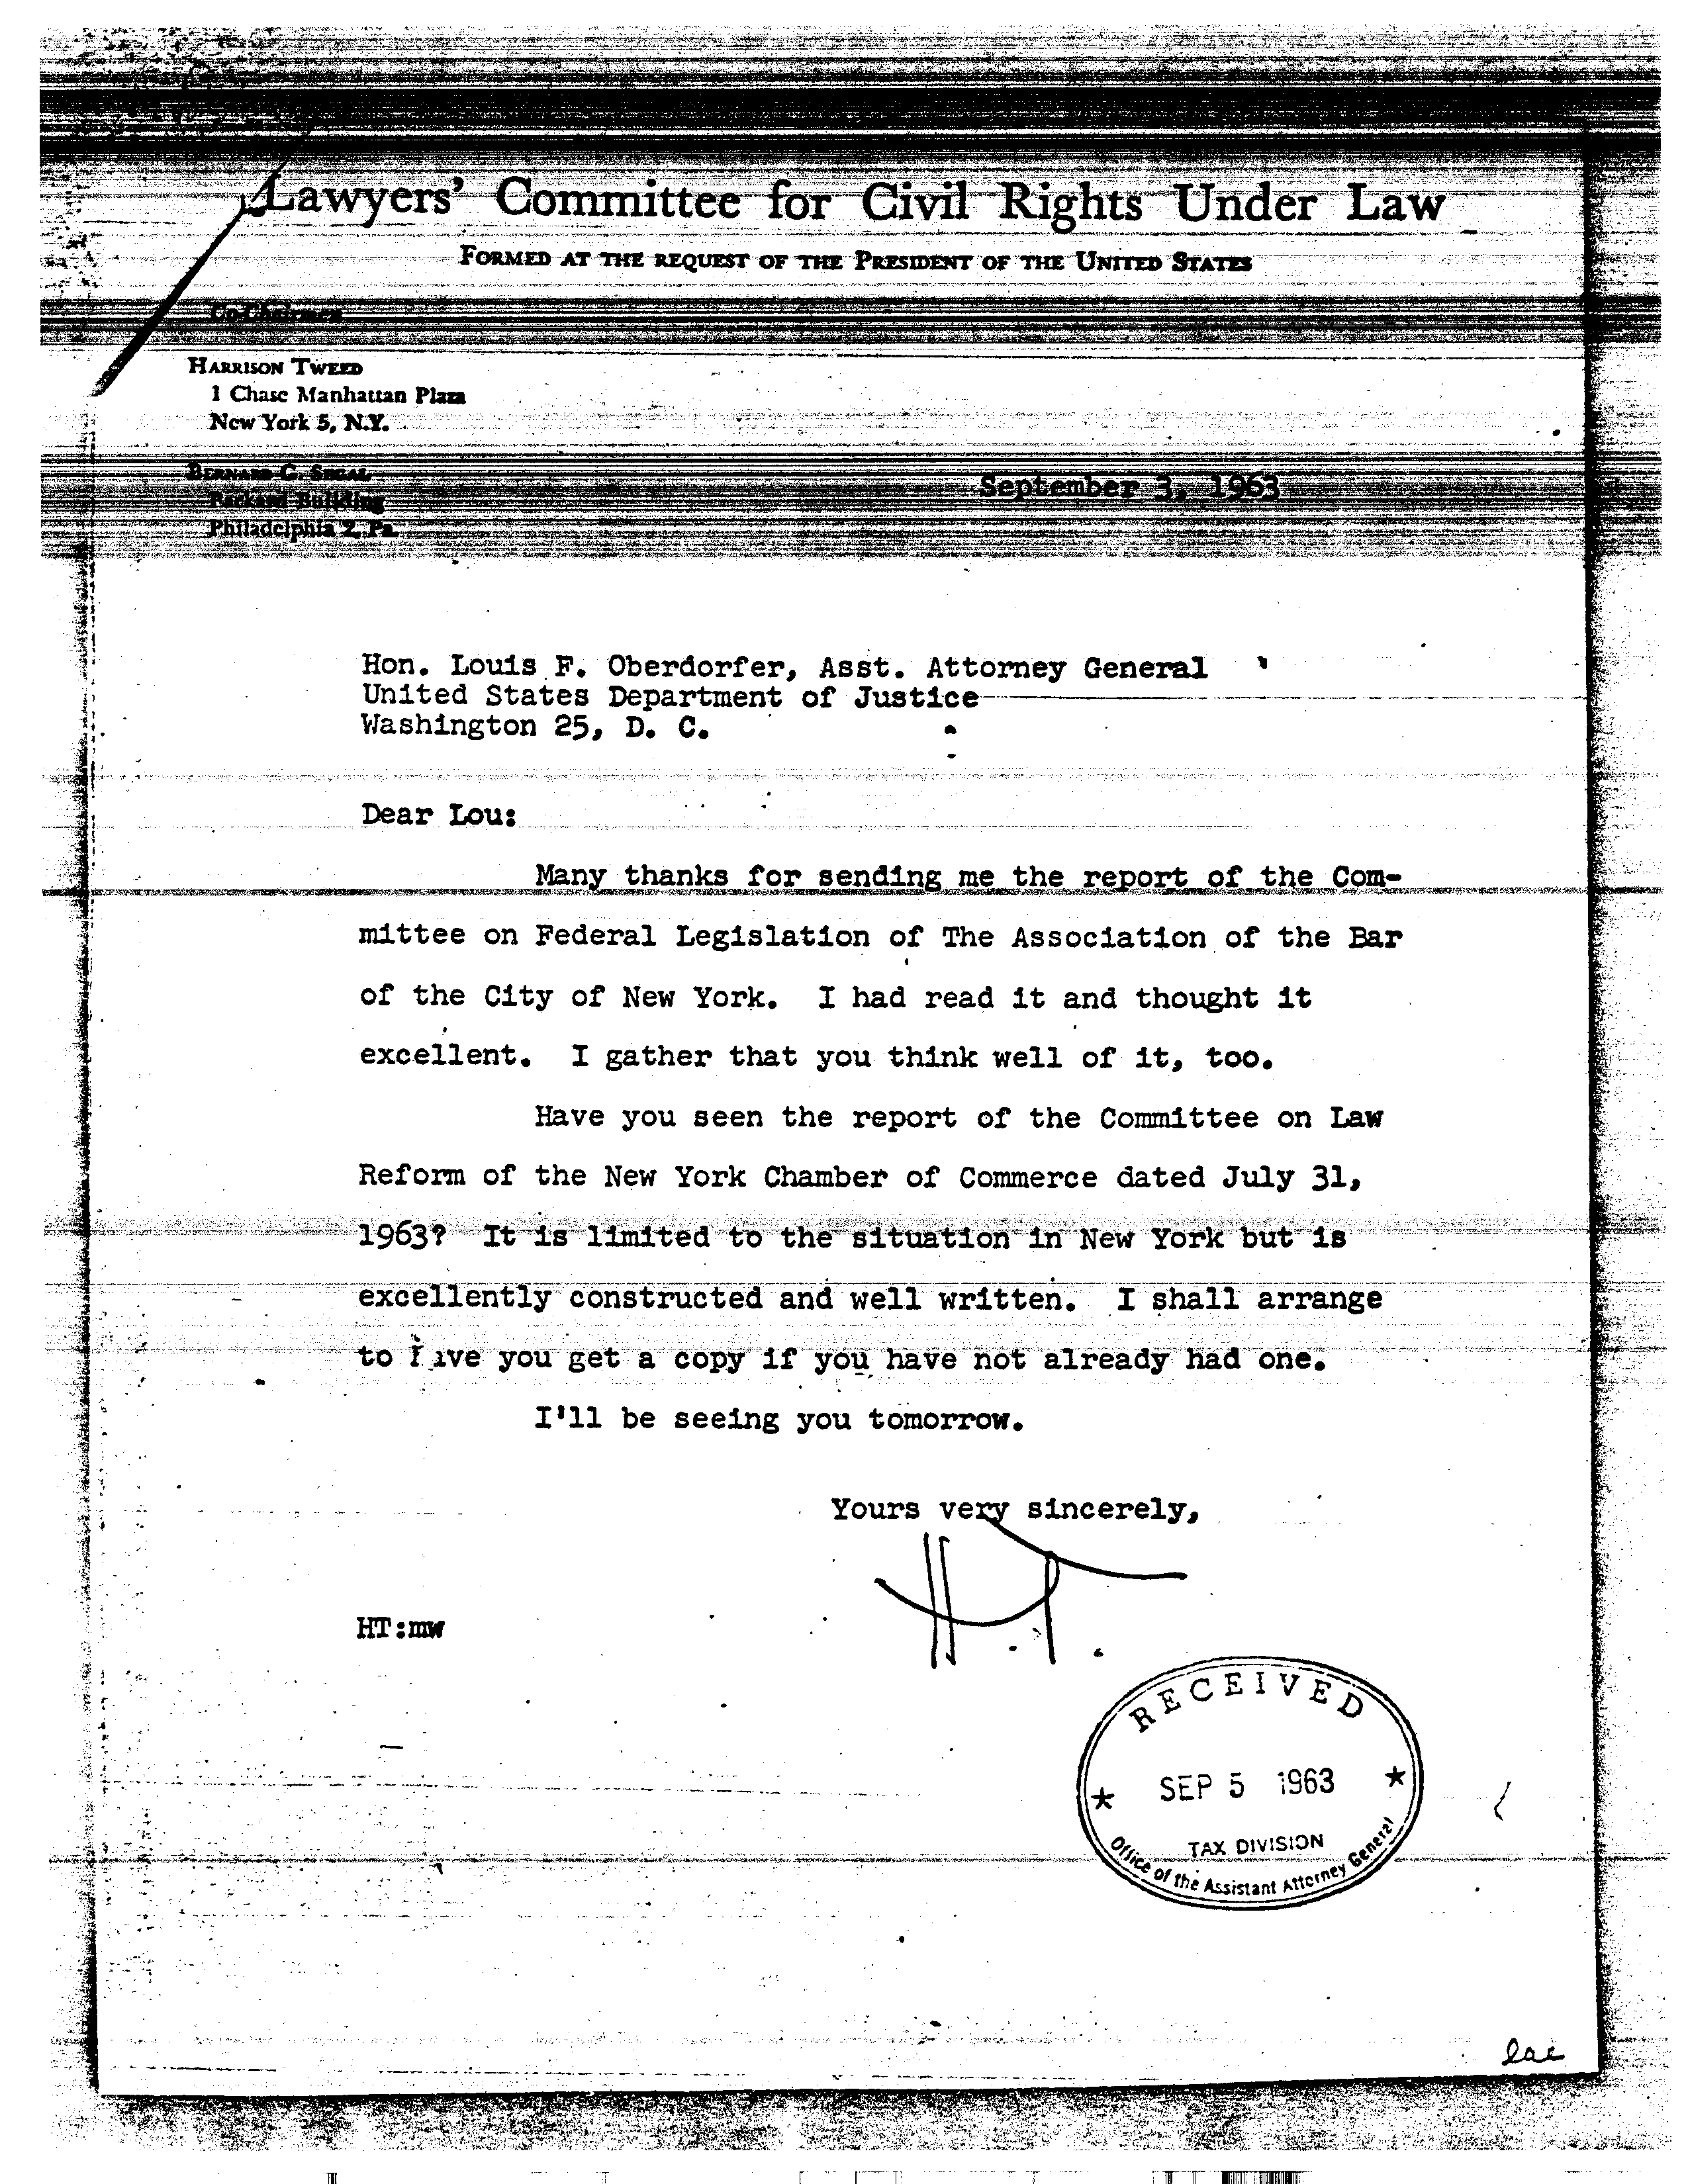 Lawyers' Committee for Civil Rights Under Law
FORMED AT THE REQUEST OF THE PRESIDENT OF THE UNITED STATES
Co-Chairmen
HARRISON TWEED
1 Chase Manhattan Plaza
New York 5, N.Y.
BERNARD G. SEGAL
Packard Building
Philadelphia 2, Pa.
September 3, 1963
Hon. Louis F. Oberdorfer, Asst. Attorney General
United States Department of Justice
Washington 25, D. C.
Dear Lou:
Many thanks for sending me the report of the Com-
mittee on Federal Legislation of The Association of the Bar
of the City of New York. I had read it and thought it
excellent. I gather that you think well of it, too.
Have you seen the report of the Committee on Law
Reform of the New York Chamber of Commerce dated July 31,
1963? It is limited to the situation in New York but is
excellently constructed and well written. I shall arrange
to have you get a copy if you have not already had one.
I'll be seeing you tomorrow.
Yours very sincerely,
H.T.
HT:mw
RECEIVED
SEP 5 1963
TAX DIVISION
Office of the Assistant Attorney General